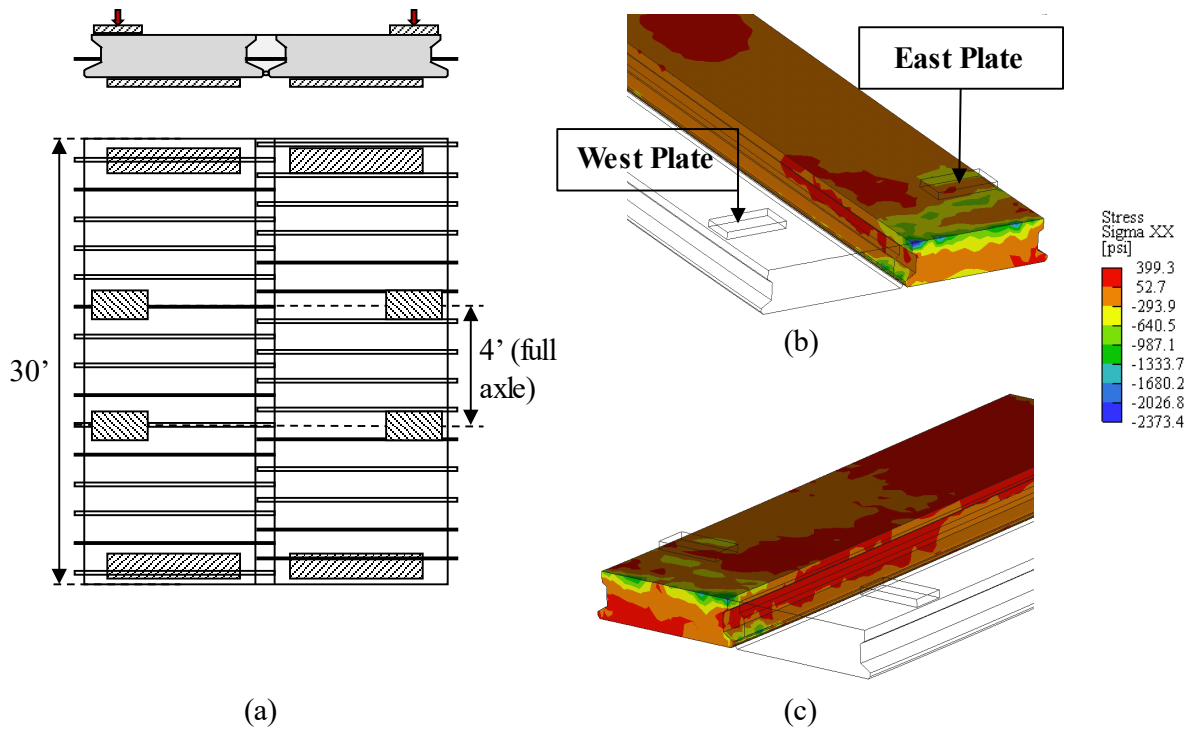 30’
4’ (full
axle)
(a)
East Plate
West Plate
(b)
Stress
Sigma XX
[psi]
399.3
52.7
-293.9
-640.5
-987.1
-1333.7
-1680.2
-2026.8
-2373.4
(c)